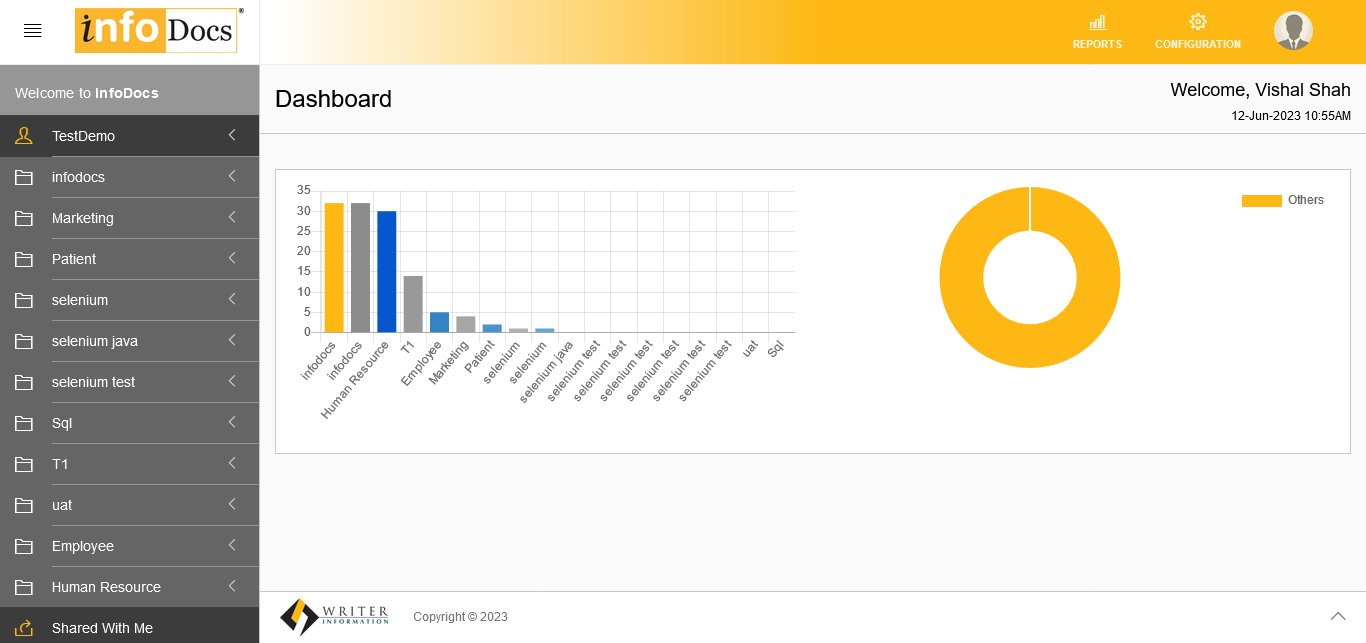 info Docs
REPORTS
CONFIGURATION
Welcome to InfoDocs
Dashboard
Welcome, Vishal Shah
12-Jun-2023 10:55AM
TestDemo
infodocs
Marketing
Patient
selenium
selenium java
selenium test
Sql
T1
uat
Employee
Human Resource
Shared With Me
35
30
25
20
15
10
5
0
infodocs
infodocs
Human Resource
T1
Employee
Marketing
Patient
selenium
selenium
selenium java
selenium test
selenium test
selenium test
selenium test
selenium test
selenium test
uat
Sql
Others
WRITER
INFORMATION
Copyright © 2023